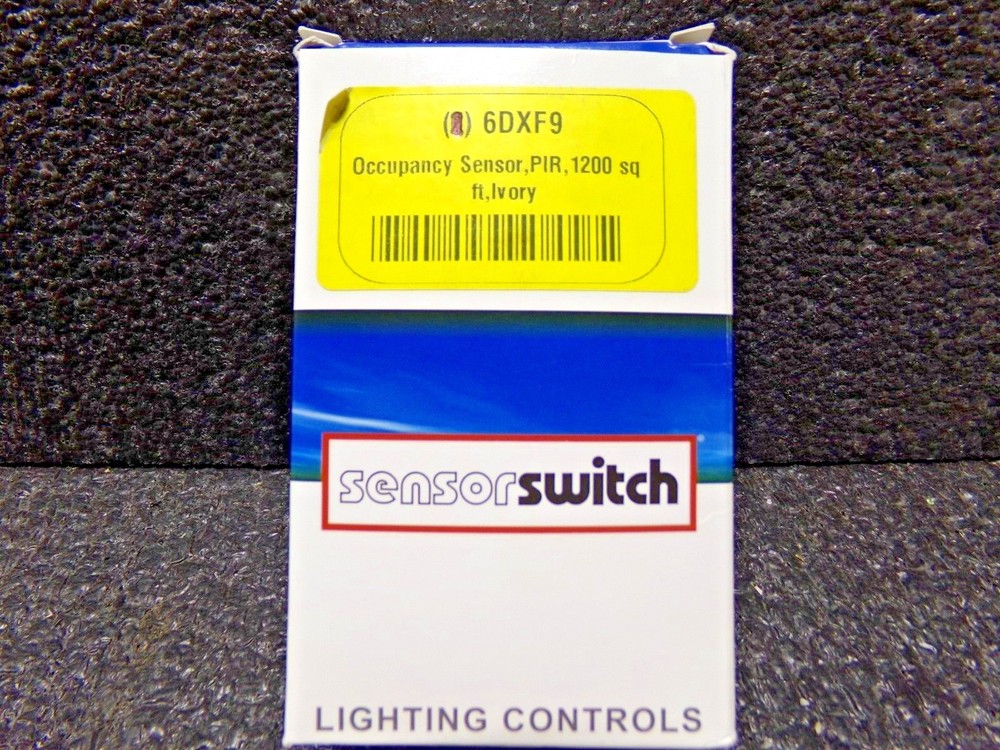 6DXF9
Occupancy Sensor,PIR,1200 sq
ft,Ivory
sensorswitch
LIGHTING CONTROLS